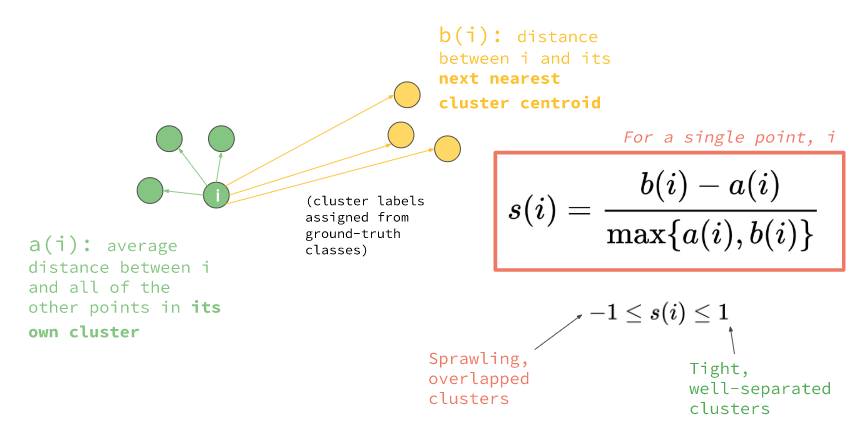 b(i): distance
between i and its
next nearest
cluster centroid
For a single point, i
i
(cluster labels
assigned from
ground-truth
classes)
s(i) = \frac{b(i) - a(i)}{\max\{a(i), b(i)\}}
a(i): average
distance between i
and all of the
other points in its
own cluster
−1 ≤ s(i) ≤ 1
Sprawling,
overlapped
clusters
Tight,
well-separated
clusters